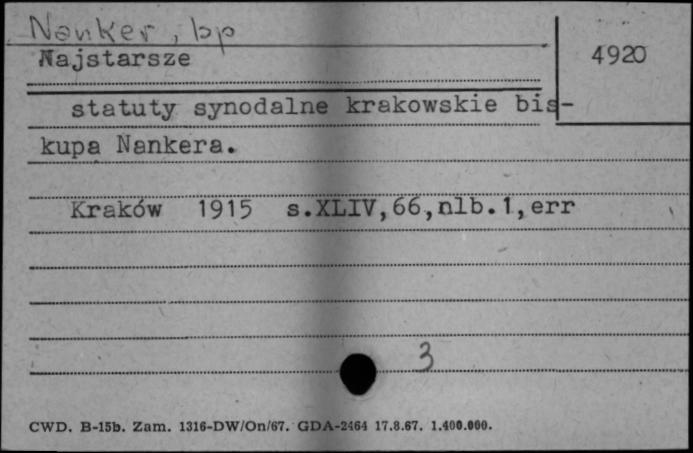 Nanker, bp
Najstarsze
4920
statuty synodalne krakowskie bis-
kupa Nankera.
Kraków 1915 s.XLIV,66,nlb.1,err
3
CWD. B-15b. Zam. 1316-DW/On/67. GDA-2464 17.8.67. 1.400.000.